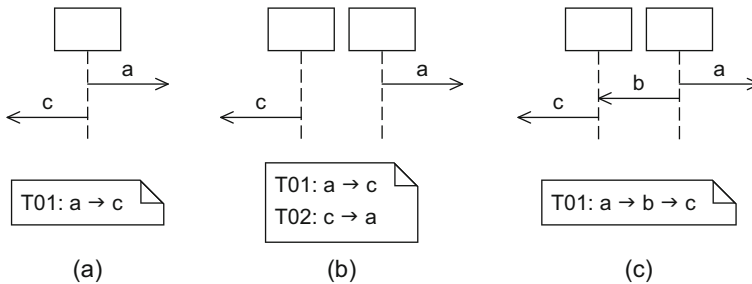 a
c
a
c
a
b
c
T01: a → c
T01: a → c
T02: c → a
T01: a → b → c
(a)
(b)
(c)